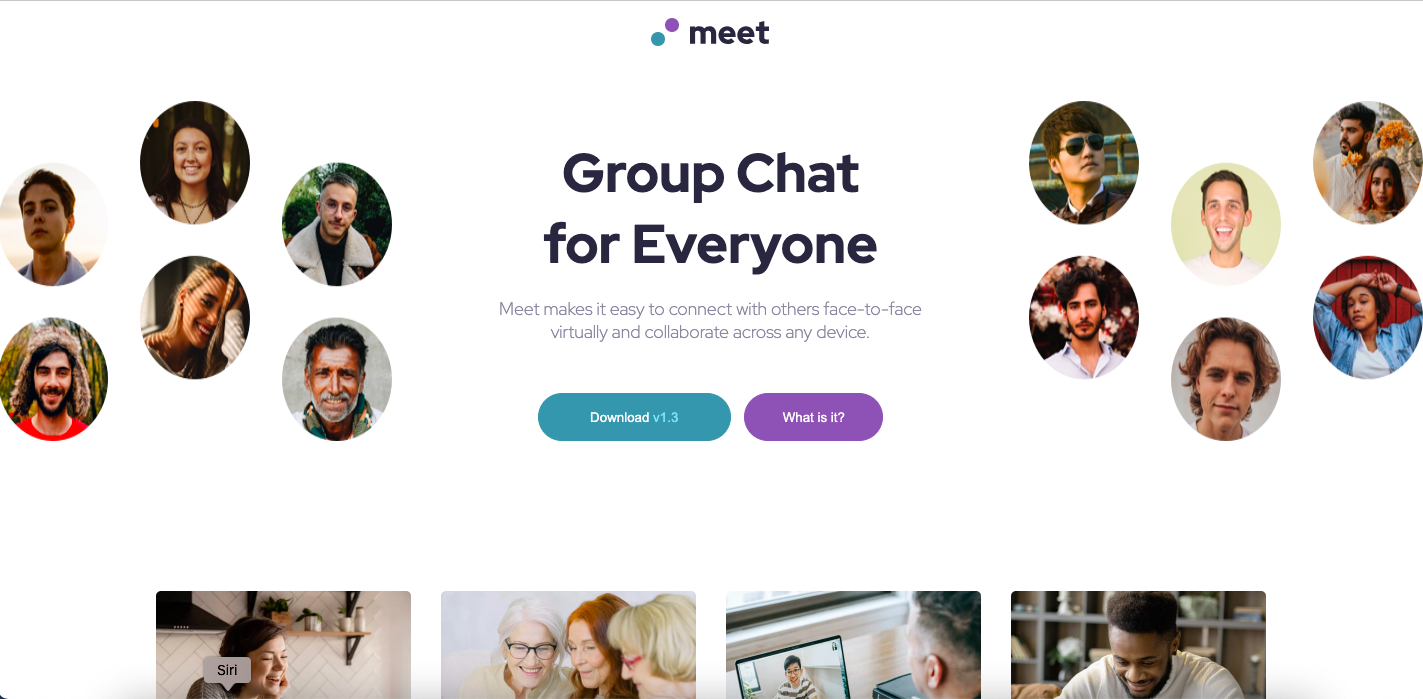 meet
Group Chat
for Everyone
Meet makes it easy to connect with others face-to-face
virtually and collaborate across any device.
Download v1.3
What is it?
Siri